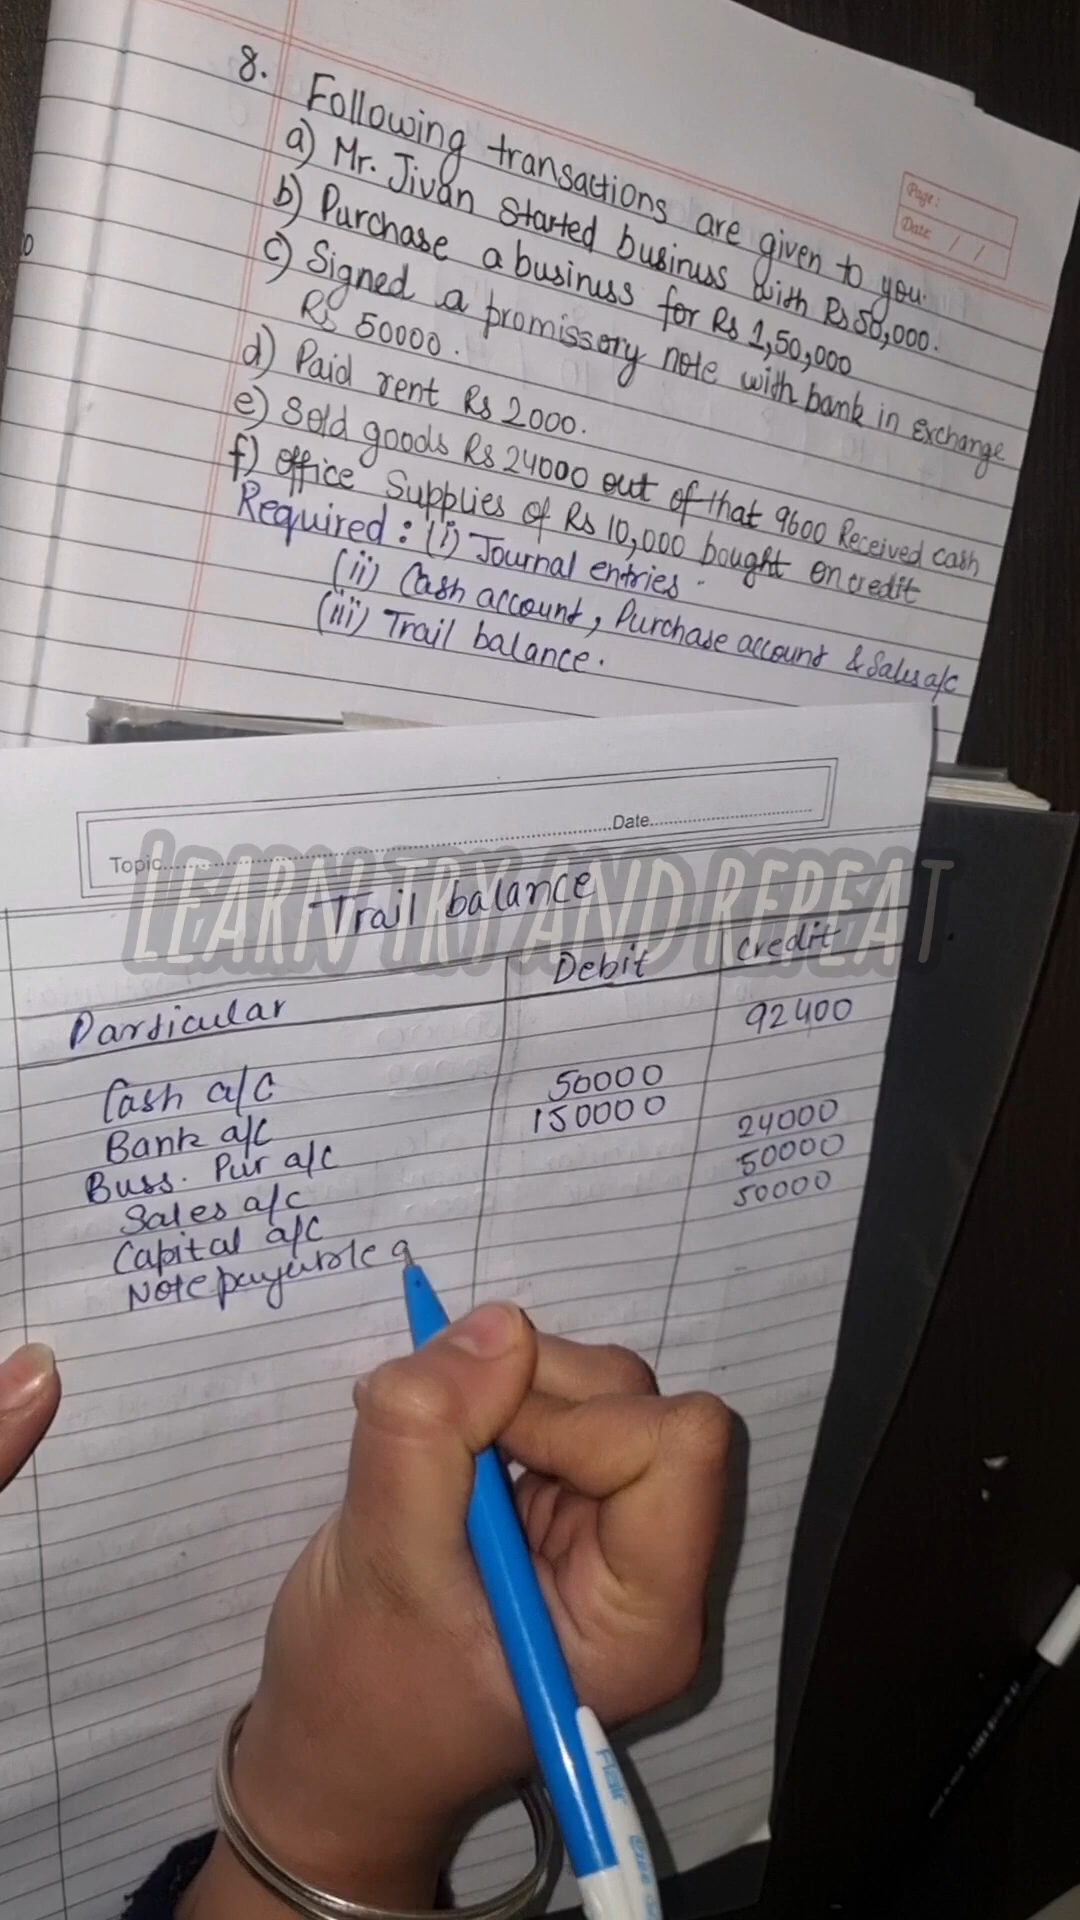 8. Following transactions are given to you.
a) Mr. Jivan Started business with Rs 50,000.
b) Purchase a business for Rs 1,50,000
c) Signed a promissory note with bank in exchange
Rs 50000.
d) Paid rent Rs 2000.
e) Sold goods Rs 24000 out of that 9600 Received cash
f) Office Supplies of Rs 10,000 bought on credit
Required: (i) Journal entries.
(ii) Cash account, Purchase account & Sales a/c
(iii) Trail balance.
Page:
Date / /
Topic Date
LEARN TRY AND REPEAT
Trail balance
Particular Debit credit
Cash a/c 92400
Bank a/c 50000
Buss. Pur a/c 150000
Sales a/c 24000
Capital a/c 50000
Note payable a 50000
Flair